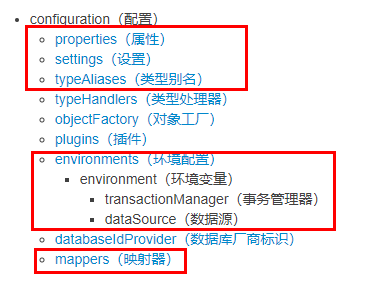 configuration（配置）
properties（属性）
settings（设置）
typeAliases（类型别名）
typeHandlers（类型处理器）
objectFactory（对象工厂）
plugins（插件）
environments（环境配置）
environment（环境变量）
transactionManager（事务管理器）
dataSource（数据源）
databaseIdProvider（数据库厂商标识）
mappers（映射器）